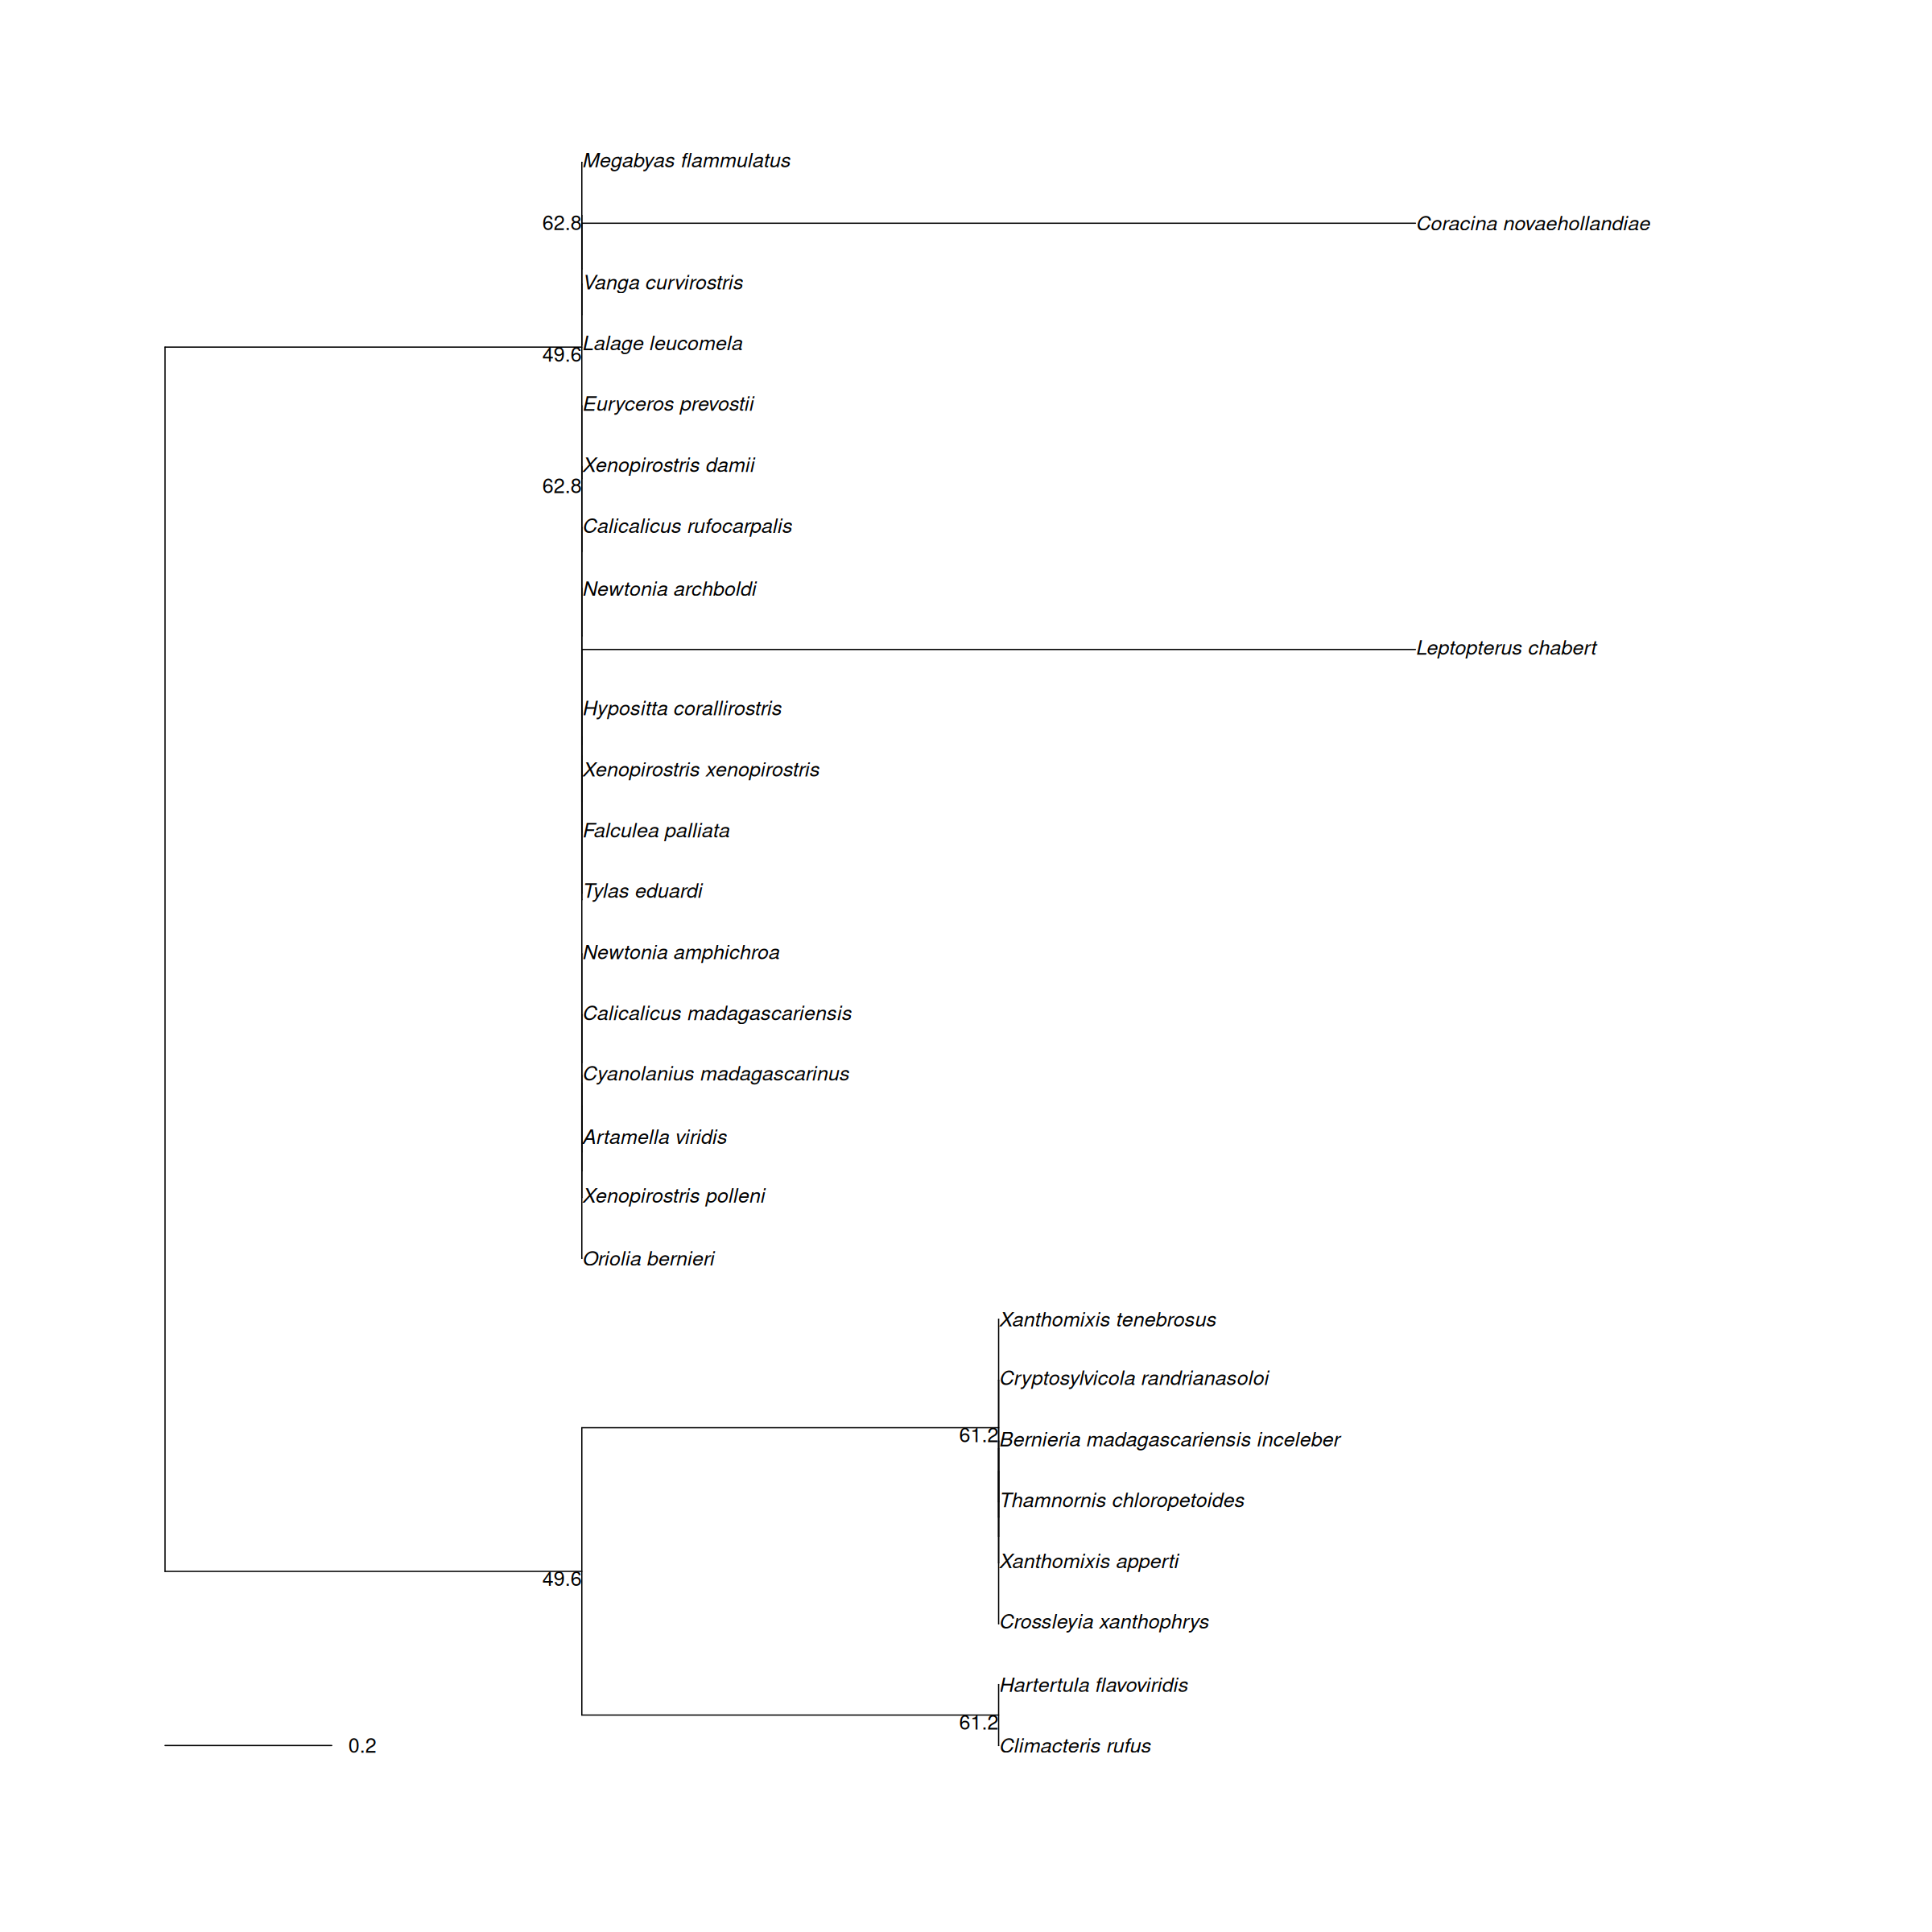 Megabyas flammulatus
62.8
Coracina novaehollandiae
Vanga curvirostris
Lalage leucomela
49.6
Euryceros prevostii
Xenopirostris damii
62.8
Calicalicus rufocarpalis
Newtonia archboldi
Leptopterus chabert
Hypositta corallirostris
Xenopirostris xenopirostris
Falculea palliata
Tylas eduardi
Newtonia amphichroa
Calicalicus madagascariensis
Cyanolanius madagascarinus
Artamella viridis
Xenopirostris polleni
Oriolia bernieri
Xanthomixis tenebrosus
Cryptosylvicola randrianasoloi
61.2
Bernieria madagascariensis inceleber
Thamnornis chloropetoides
Xanthomixis apperti
49.6
Crossleyia xanthophrys
Hartertula flavoviridis
61.2
Climacteris rufus
0.2